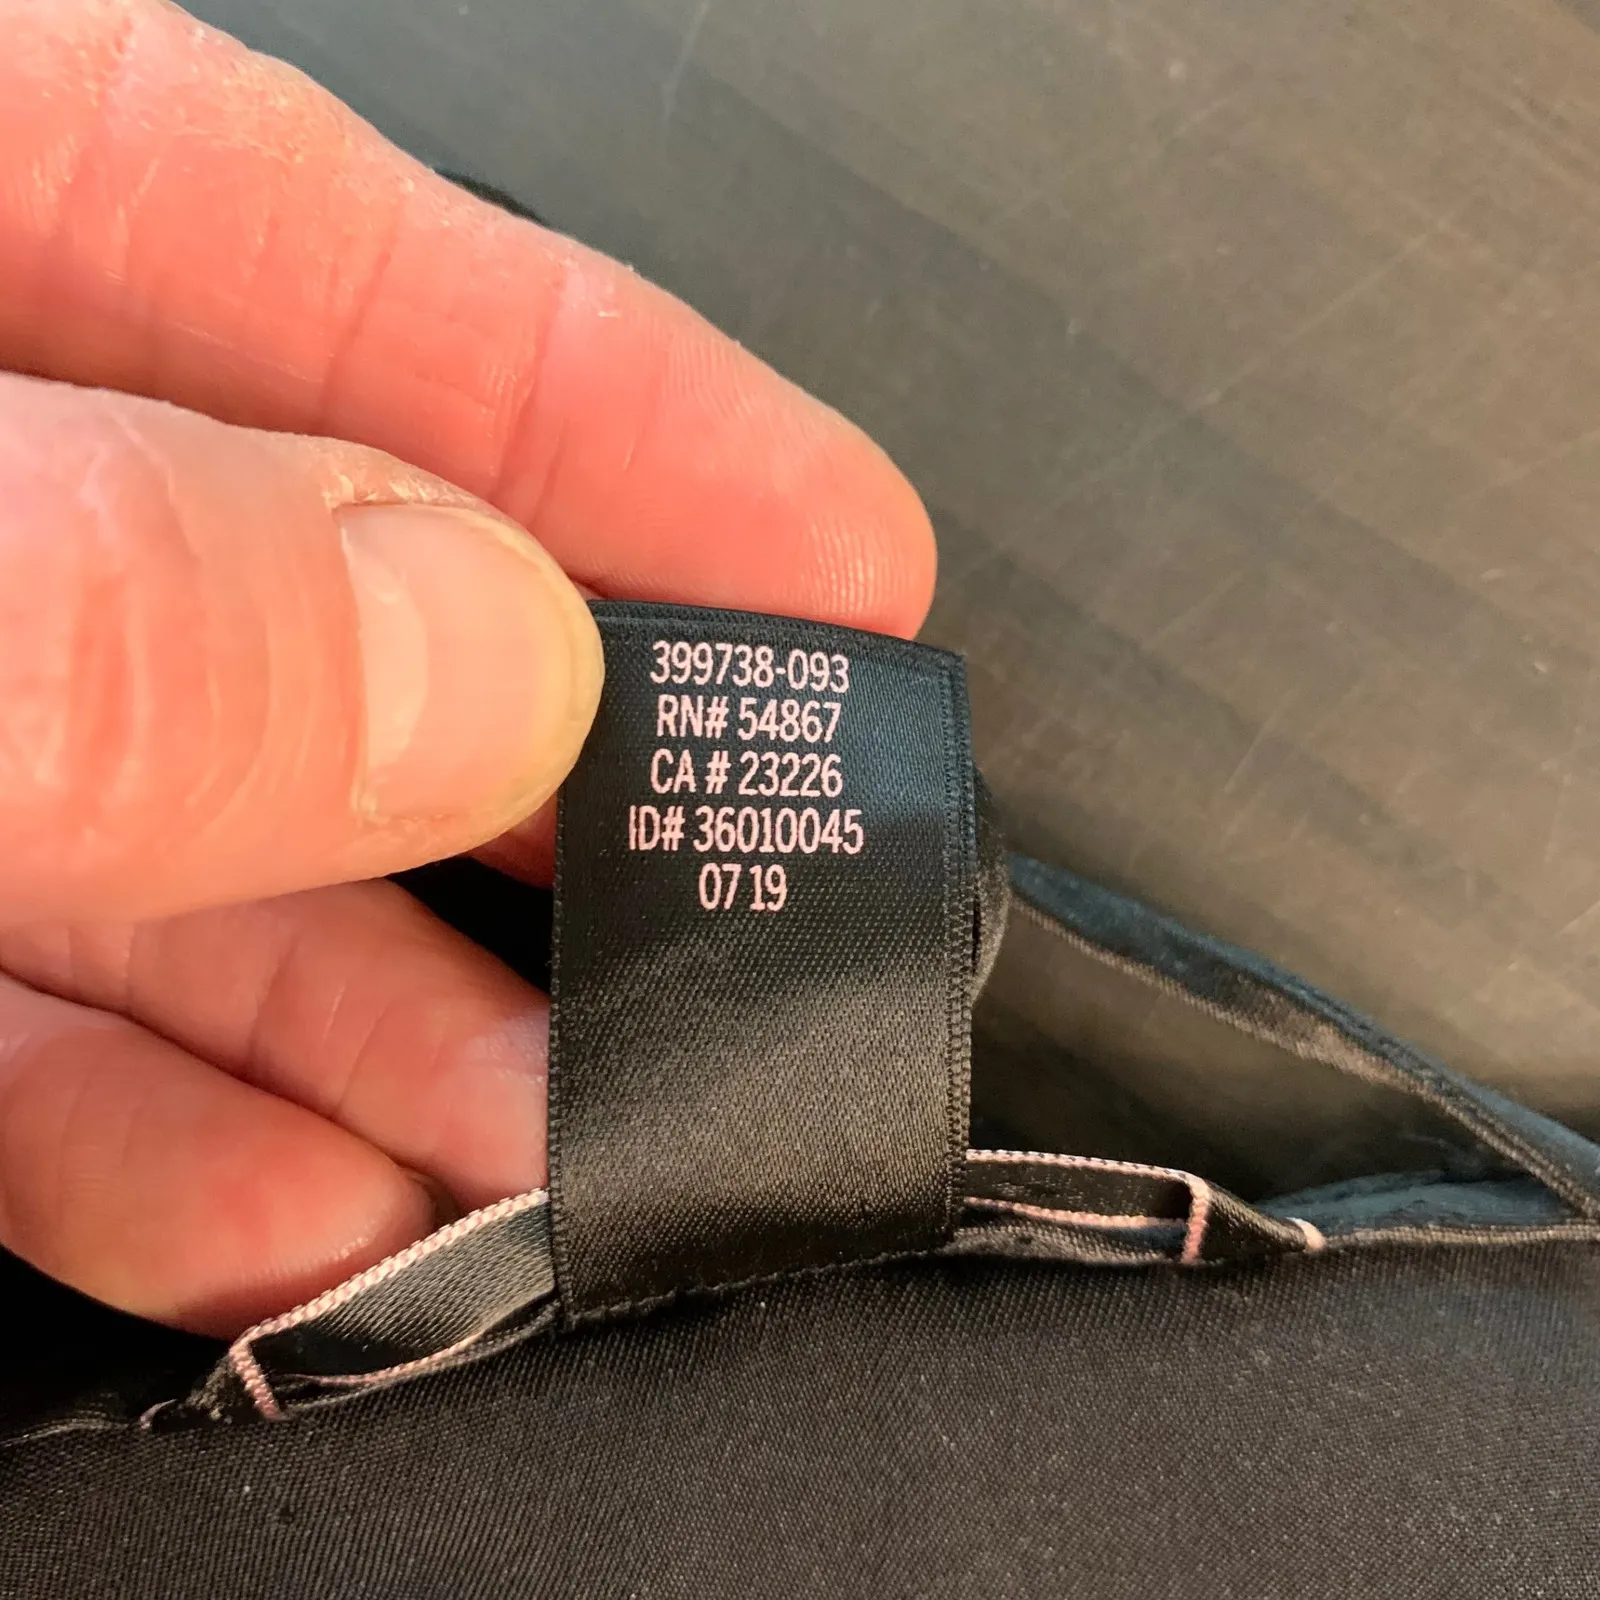 399738-093
RN# 54867
CA # 23226
ID# 36010045
07 19